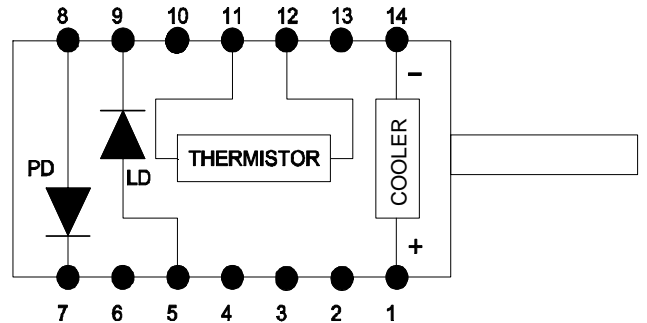 8 9 10 11 12 13 14
−
THERMISTOR
COOLER
PD
LD
+
7 6 5 4 3 2 1